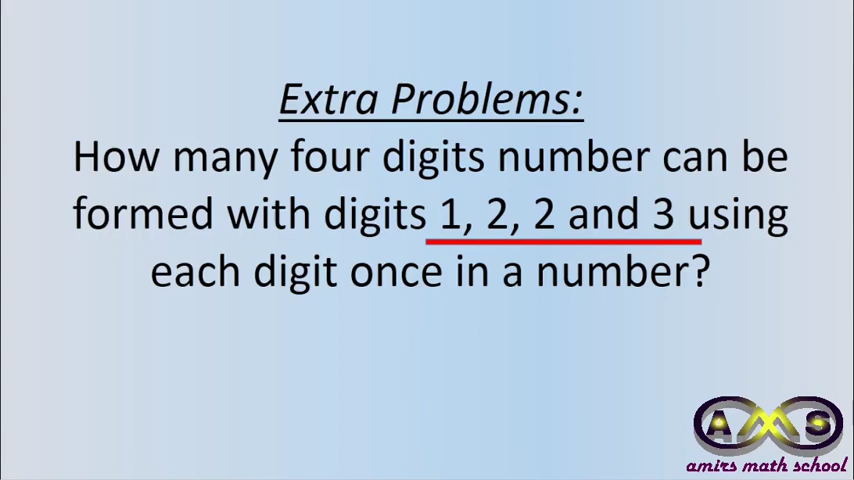 Extra Problems:
How many four digits number can be
formed with digits 1, 2, 2 and 3 using
each digit once in a number?
AMS
amirs math school